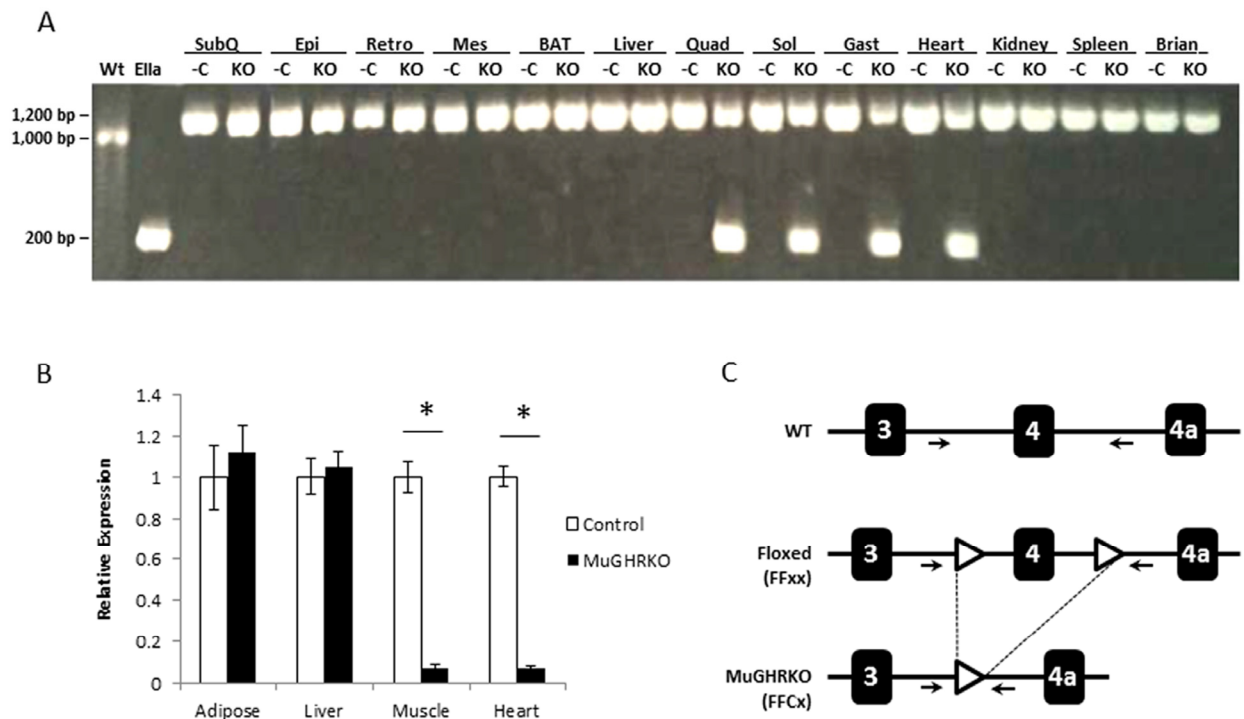 A
SubQ Epi Retro Mes BAT Liver Quad Sol Gast Heart Kidney Spleen Brian
Wt Ella -C KO -C KO -C KO -C KO -C KO -C KO -C KO -C KO -C KO -C KO -C KO -C KO -C KO
1,200 bp
1,000 bp
200 bp
B
Relative Expression
1.4
1.2
1
0.8
0.6
0.4
0.2
0
Adipose Liver Muscle Heart
* *
Control
MuGHRKO
C
WT 3 4 4a
Floxed 3 4 4a
(FFxx)
MuGHRKO 3 4a
(FFCx)